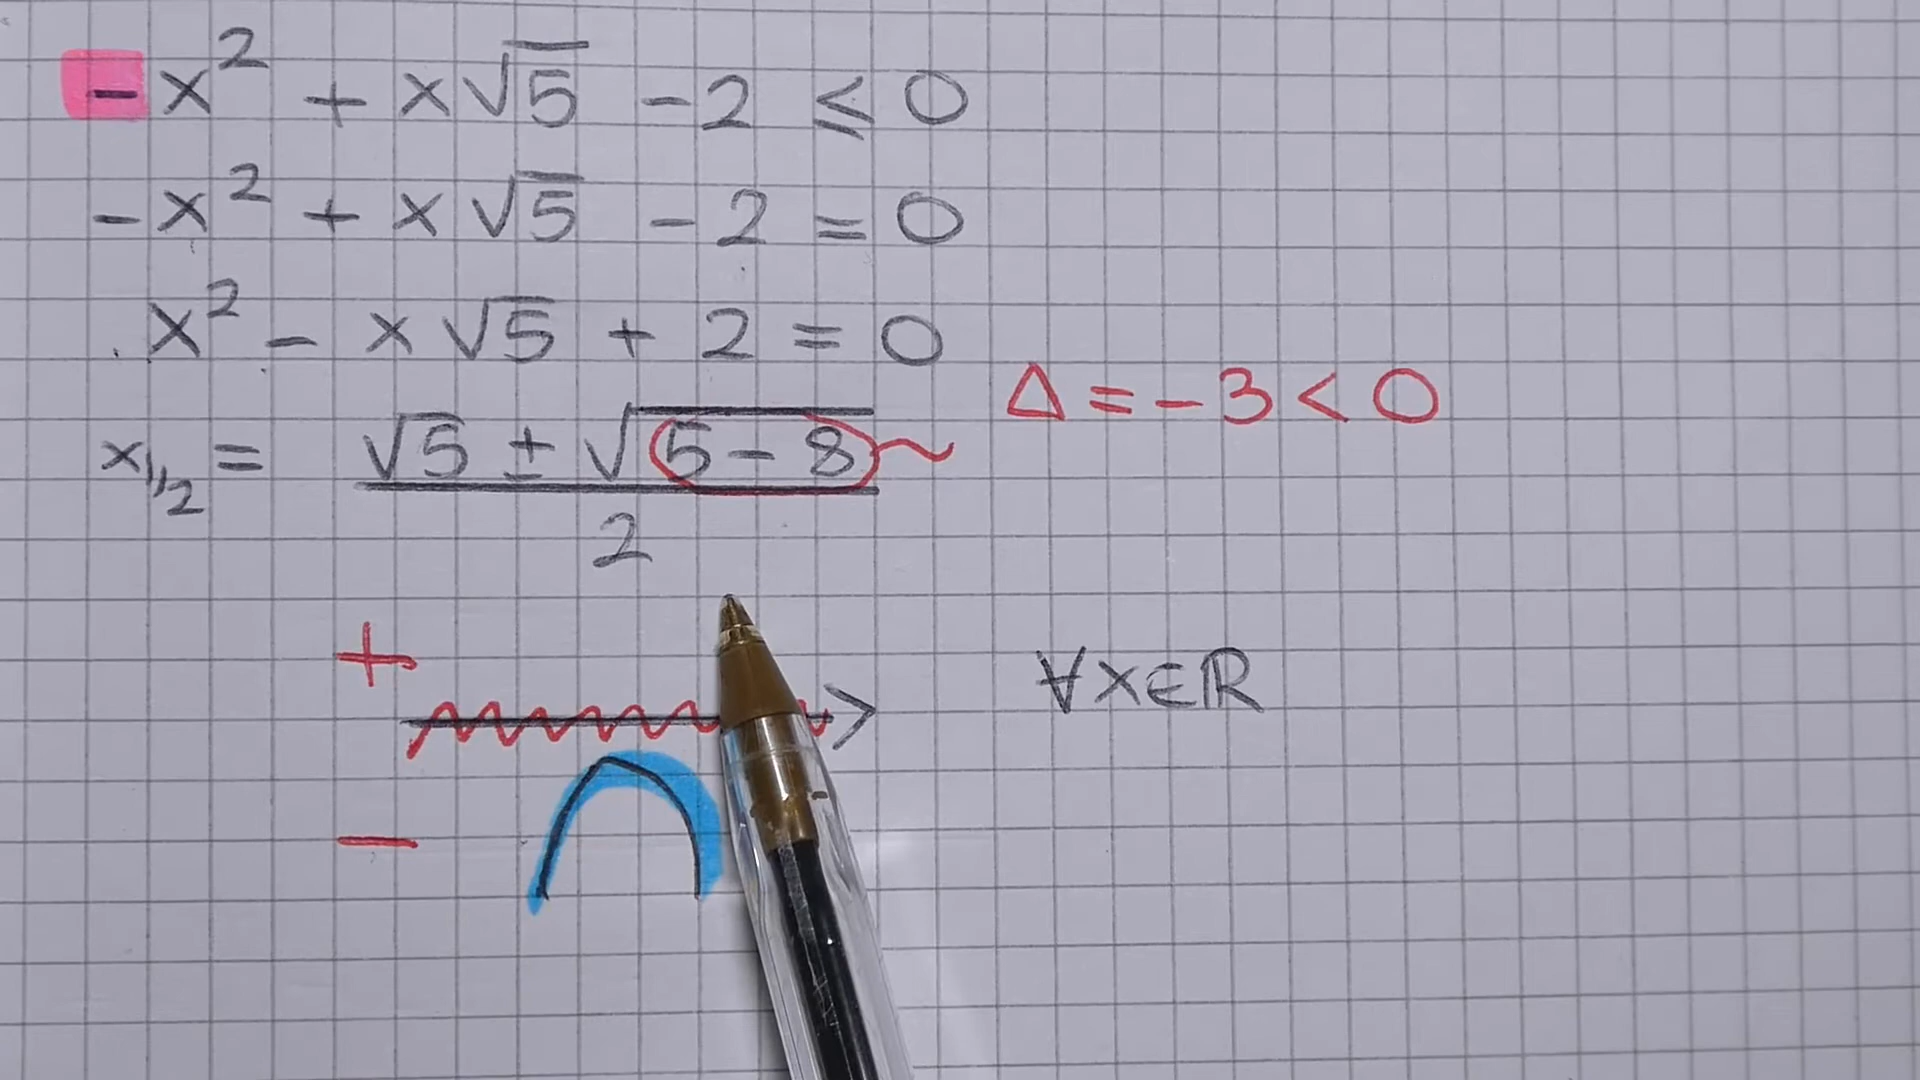 -x² + x√5 - 2 ≤ 0
-x² + x√5 - 2 = 0
x² - x√5 + 2 = 0
x₁/₂ = (√5 ± √(5 - 8))/2
Δ = -3 < 0
+
-
∀x∈ℝ